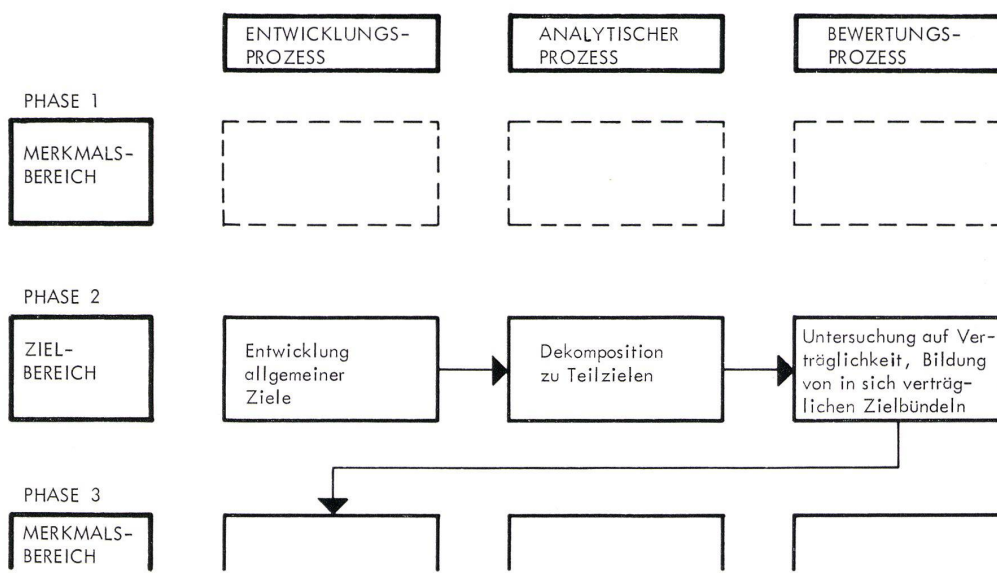 ENTWICKLUNGS-
PROZESS
ANALYTISCHER
PROZESS
BEWERTUNGS-
PROZESS
PHASE 1
MERKMALS-
BEREICH
PHASE 2
ZIEL-
BEREICH
Entwicklung
allgemeiner
Ziele
Dekomposition
zu Teilzielen
Untersuchung auf Ver-
träglichkeit, Bildung
von in sich verträg-
lichen Zielbündeln
PHASE 3
MERKMALS-
BEREICH